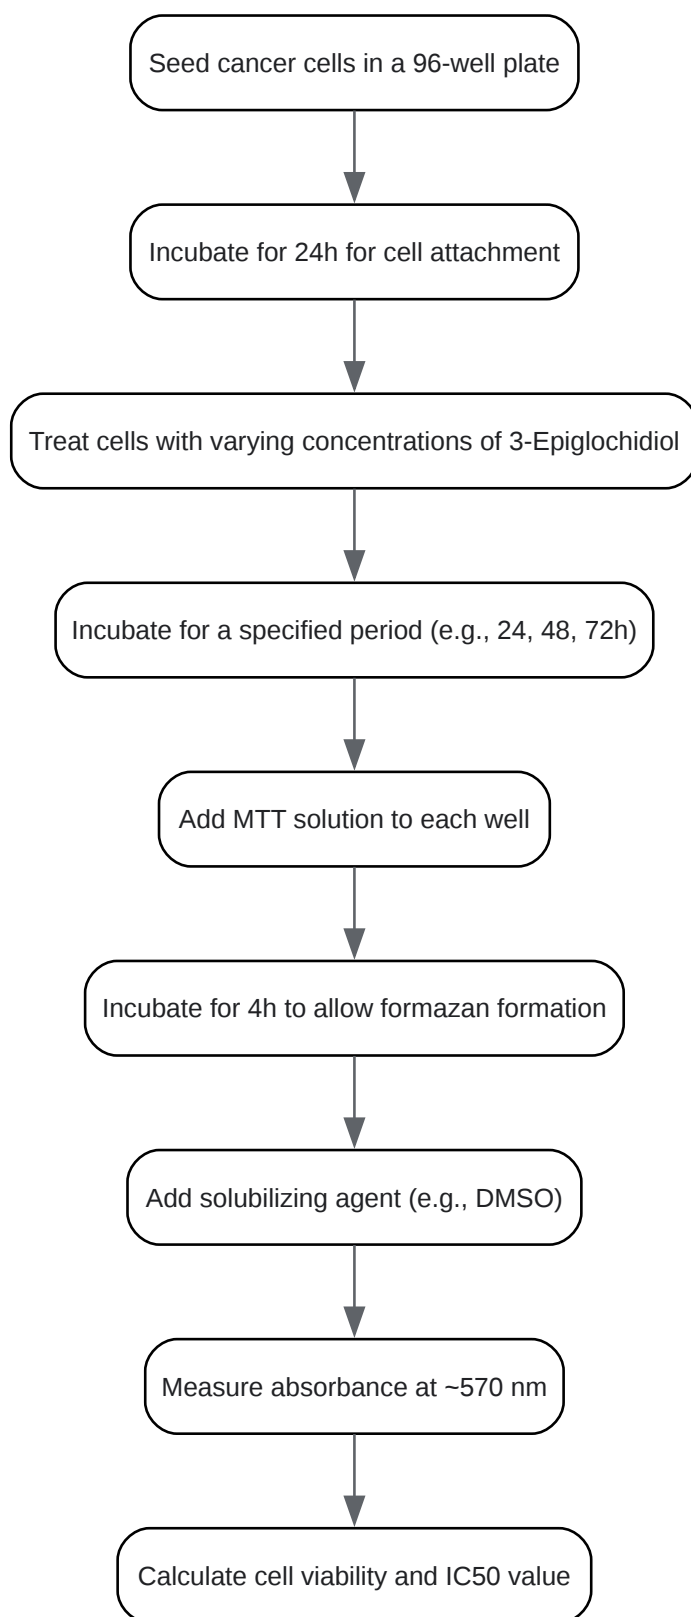 Seed cancer cells in a 96-well plate
Incubate for 24h for cell attachment
Treat cells with varying concentrations of 3-Epiglochidiol
Incubate for a specified period (e.g., 24, 48, 72h)
Add MTT solution to each well
Incubate for 4h to allow formazan formation
Add solubilizing agent (e.g., DMSO)
Measure absorbance at ~570 nm
Calculate cell viability and IC50 value